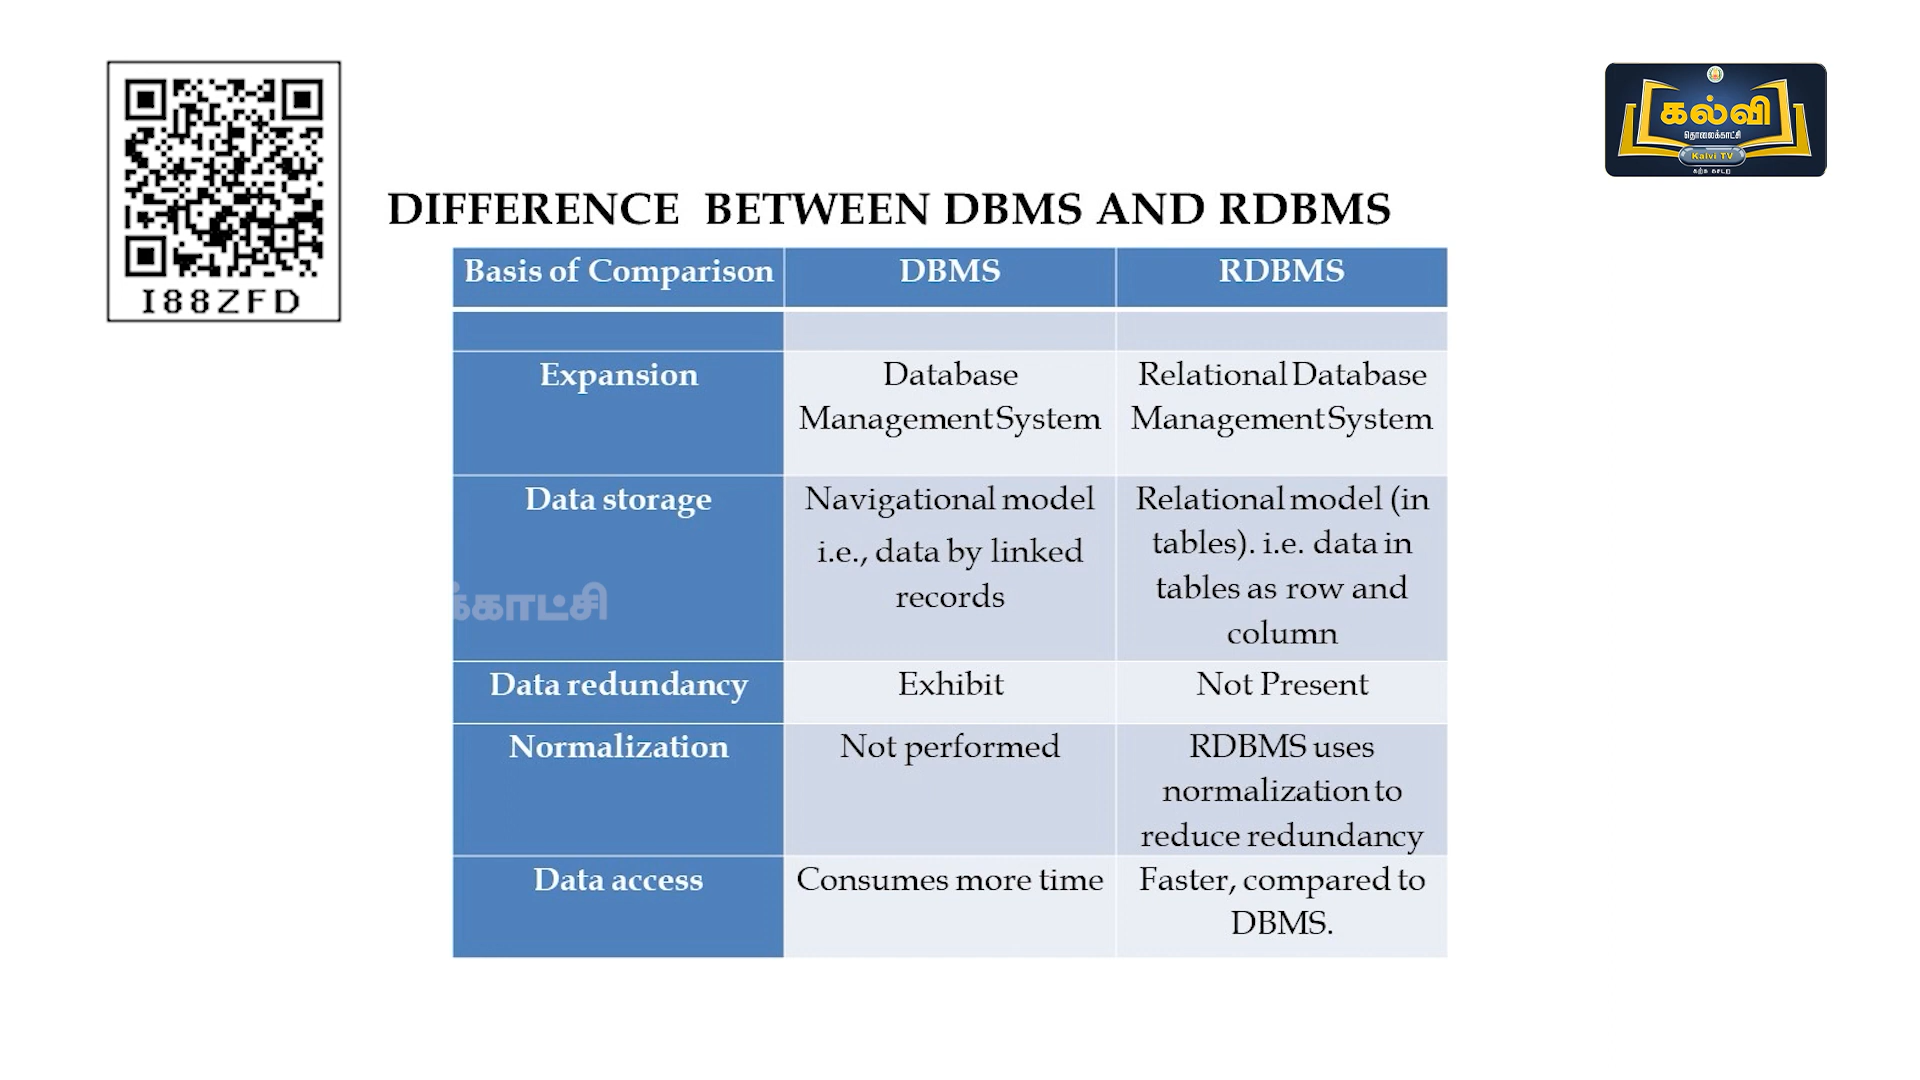 I88ZFD
கல்வி
தொலைக்காட்சி
Kalvi TV
கற்க கசடற
DIFFERENCE BETWEEN DBMS AND RDBMS
Basis of Comparison DBMS RDBMS
Expansion Database Relational Database
Management System Management System
Data storage Navigational model Relational model (in
i.e., data by linked tables). i.e. data in
records tables as row and
column
க்காட்சி
Data redundancy Exhibit Not Present
Normalization Not performed RDBMS uses
normalization to
reduce redundancy
Data access Consumes more time Faster, compared to
DBMS.